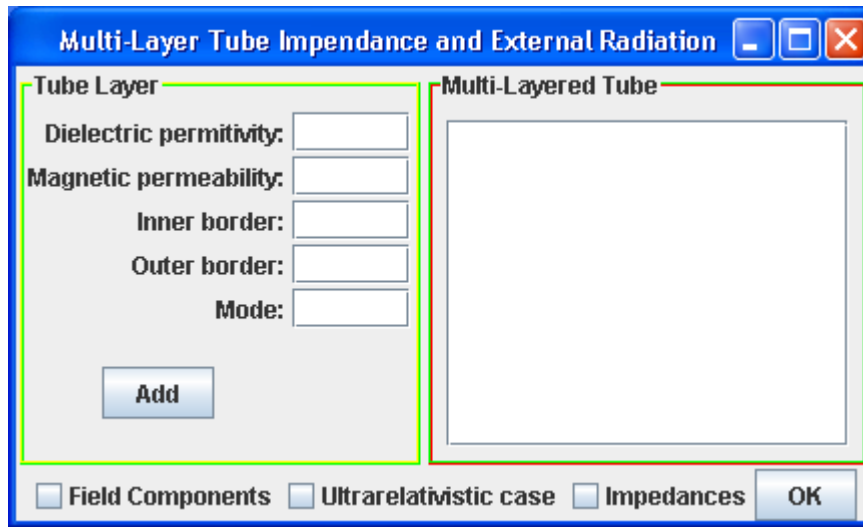 Multi-Layer Tube Impendance and External Radiation
Tube Layer
Dielectric permitivity:
Magnetic permeability:
Inner border:
Outer border:
Mode:
Add
Multi-Layered Tube
Field Components
Ultrarelativistic case
Impedances
OK